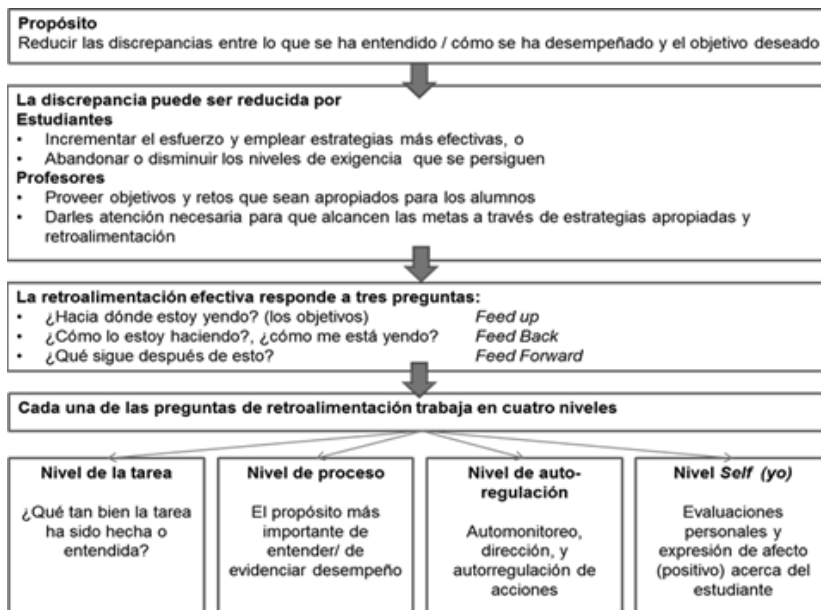 Propósito
Reducir las discrepancias entre lo que se ha entendido / cómo se ha desempeñado y el objetivo deseado
La discrepancia puede ser reducida por
Estudiantes
• Incrementar el esfuerzo y emplear estrategias más efectivas, o
• Abandonar o disminuir los niveles de exigencia que se persiguen
Profesores
• Proveer objetivos y retos que sean apropiados para los alumnos
• Darles atención necesaria para que alcancen las metas a través de estrategias apropiadas y
retroalimentación
La retroalimentación efectiva responde a tres preguntas:
• ¿Hacia dónde estoy yendo? (los objetivos) Feed up
• ¿Cómo lo estoy haciendo?, ¿cómo me está yendo? Feed Back
• ¿Qué sigue después de esto? Feed Forward
Cada una de las preguntas de retroalimentación trabaja en cuatro niveles
Nivel de la tarea
¿Qué tan bien la tarea
ha sido hecha o
entendida?
Nivel de proceso
El propósito más
importante de
entender/ de
evidenciar desempeño
Nivel de auto-
regulación
Automonitoreo,
dirección, y
autorregulación de
acciones
Nivel Self (yo)
Evaluaciones
personales y
expresión de afecto
(positivo) acerca del
estudiante